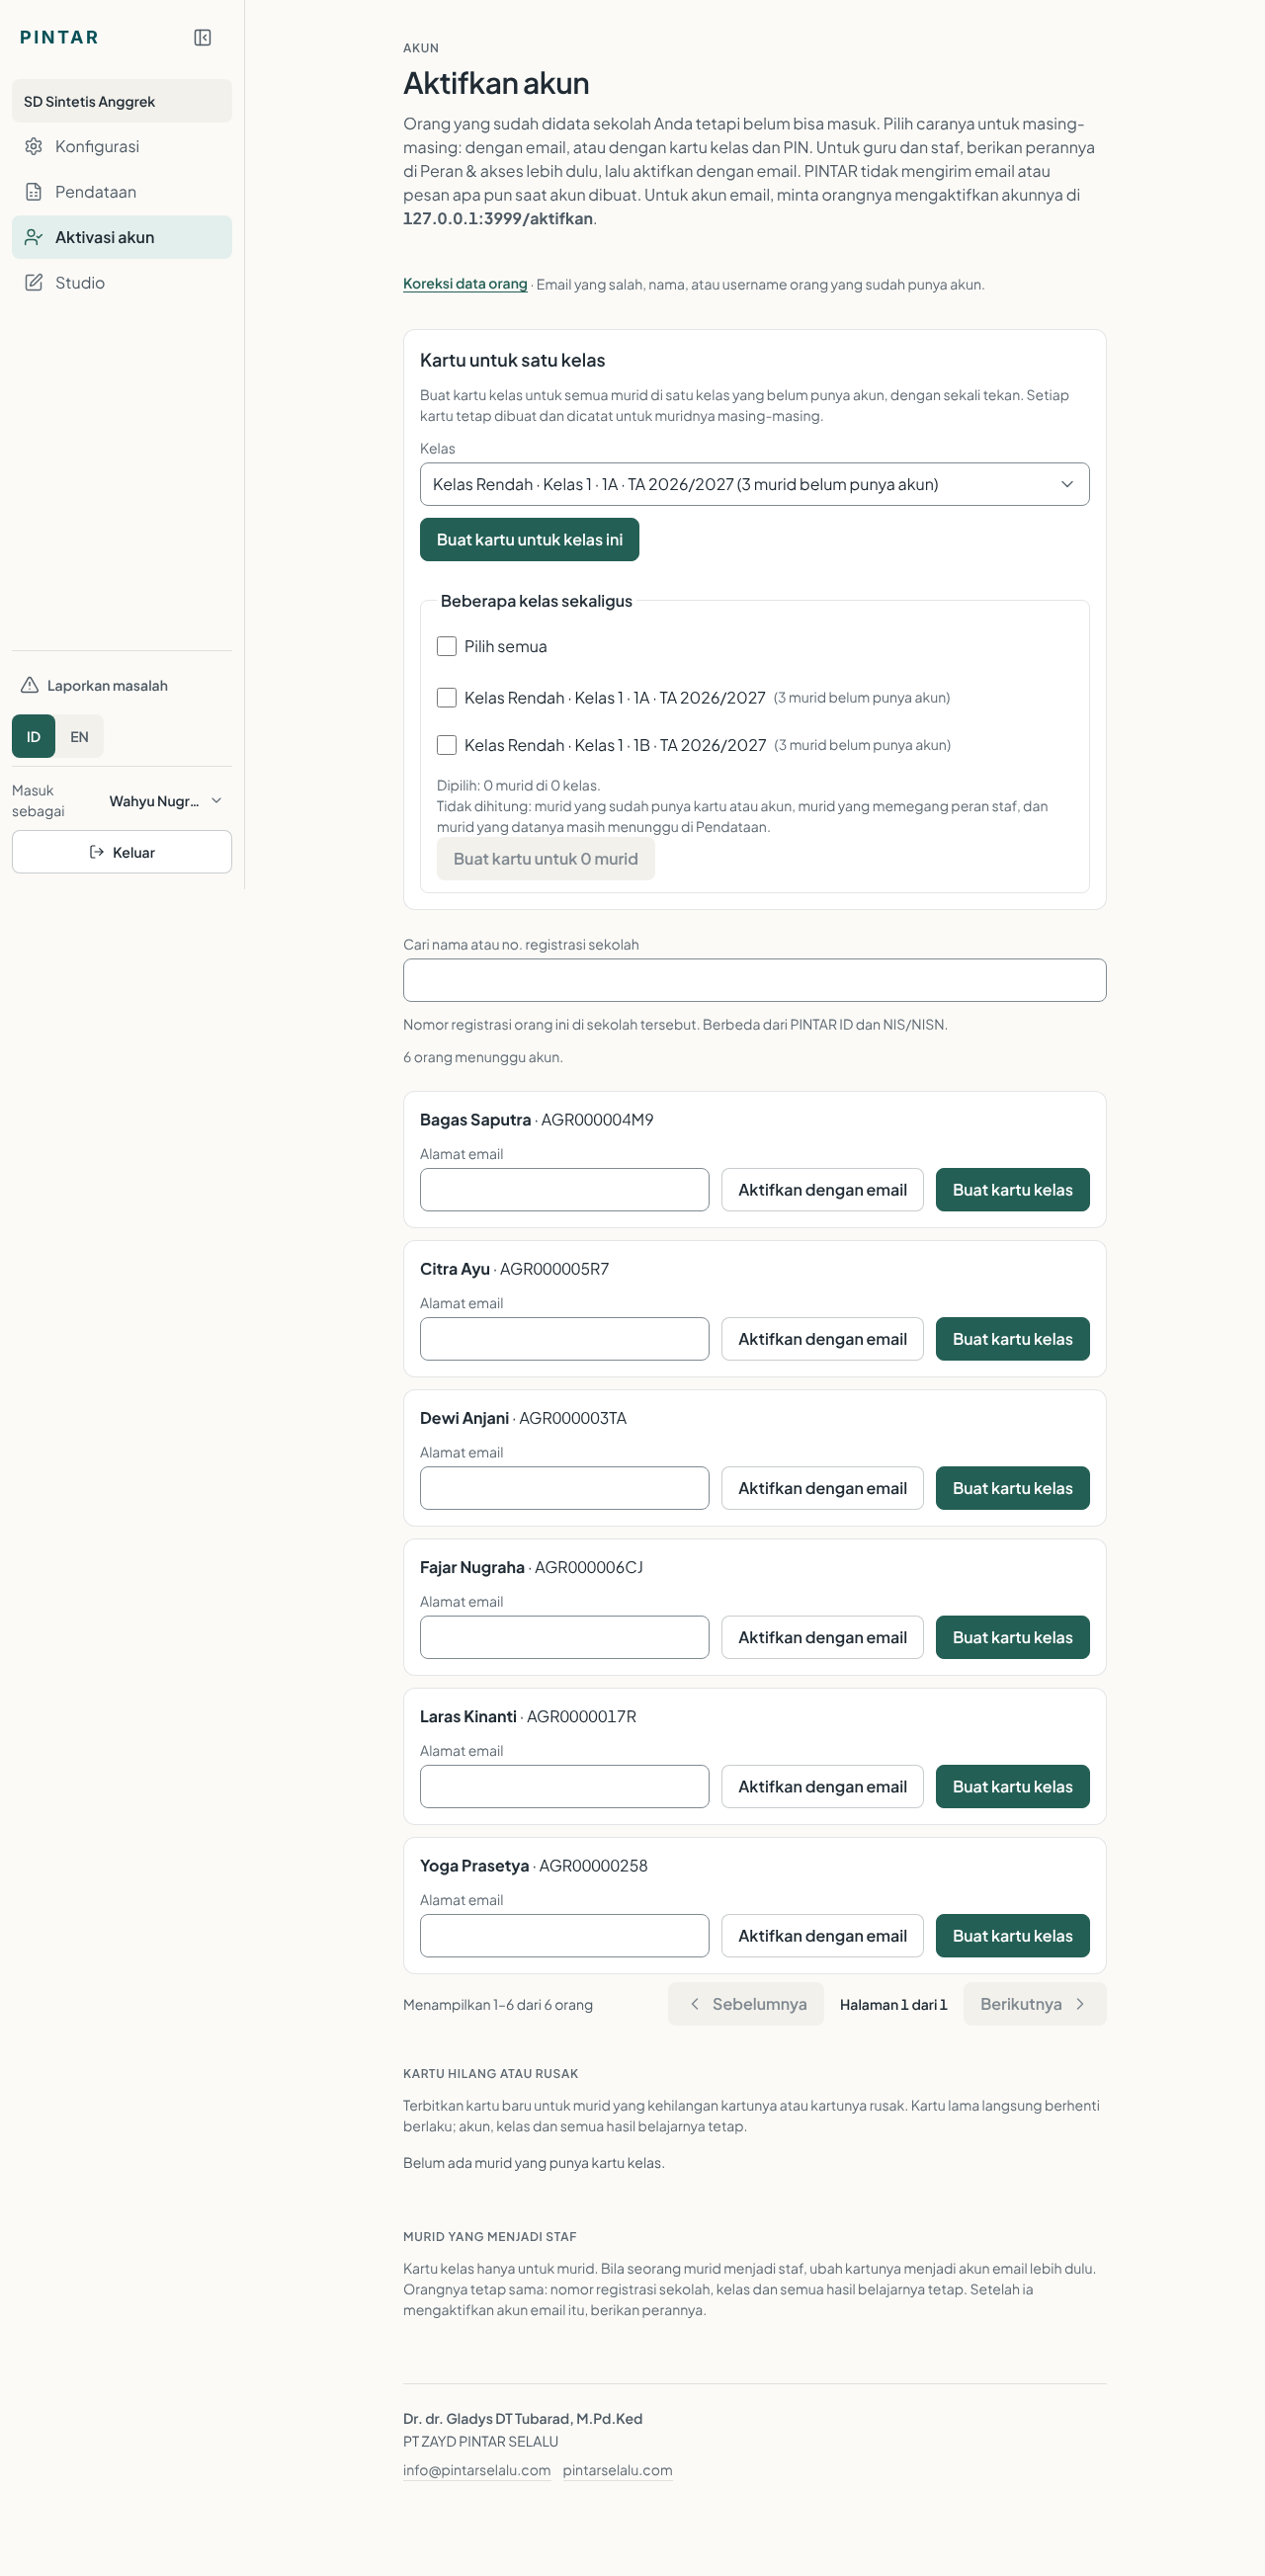 PINTAR
SD Sintetis Anggrek
Konfigurasi
Pendataan
Aktivasi akun
Studio
Laporkan masalah
ID EN
Masuk sebagai
Wahyu Nugr...
Keluar
AKUN
Aktifkan akun
Orang yang sudah didata sekolah Anda tetapi belum bisa masuk. Pilih caranya untuk masing-
masing: dengan email, atau dengan kartu kelas dan PIN. Untuk guru dan staf, berikan perannya
di Peran & akses lebih dulu, lalu aktifkan dengan email. PINTAR tidak mengirim email atau
pesan apa pun saat akun dibuat. Untuk akun email, minta orangnya mengaktifkan akunnya di
127.0.0.1:3999/aktifkan.
Koreksi data orang · Email yang salah, nama, atau username orang yang sudah punya akun.
Kartu untuk satu kelas
Buat kartu kelas untuk semua murid di satu kelas yang belum punya akun, dengan sekali tekan. Setiap
kartu tetap dibuat dan dicatat untuk muridnya masing-masing.
Kelas
Kelas Rendah · Kelas 1 · 1A · TA 2026/2027 (3 murid belum punya akun)
Buat kartu untuk kelas ini
Beberapa kelas sekaligus
Pilih semua
Kelas Rendah · Kelas 1 · 1A · TA 2026/2027 (3 murid belum punya akun)
Kelas Rendah · Kelas 1 · 1B · TA 2026/2027 (3 murid belum punya akun)
Dipilih: 0 murid di 0 kelas.
Tidak dihitung: murid yang sudah punya kartu atau akun, murid yang memegang peran staf, dan
murid yang datanya masih menunggu di Pendataan.
Buat kartu untuk 0 murid
Cari nama atau no. registrasi sekolah
Nomor registrasi orang ini di sekolah tersebut. Berbeda dari PINTAR ID dan NIS/NISN.
6 orang menunggu akun.
Bagas Saputra · AGR000004M9
Alamat email
Aktifkan dengan email Buat kartu kelas
Citra Ayu · AGR000005R7
Alamat email
Aktifkan dengan email Buat kartu kelas
Dewi Anjani · AGR000003TA
Alamat email
Aktifkan dengan email Buat kartu kelas
Fajar Nugraha · AGR000006CJ
Alamat email
Aktifkan dengan email Buat kartu kelas
Laras Kinanti · AGR0000017R
Alamat email
Aktifkan dengan email Buat kartu kelas
Yoga Prasetya · AGR00000258
Alamat email
Aktifkan dengan email Buat kartu kelas
Menampilkan 1–6 dari 6 orang Sebelumnya Halaman 1 dari 1 Berikutnya
KARTU HILANG ATAU RUSAK
Terbitkan kartu baru untuk murid yang kehilangan kartunya atau kartunya rusak. Kartu lama langsung berhenti
berlaku; akun, kelas dan semua hasil belajarnya tetap.
Belum ada murid yang punya kartu kelas.
MURID YANG MENJADI STAF
Kartu kelas hanya untuk murid. Bila seorang murid menjadi staf, ubah kartunya menjadi akun email lebih dulu.
Orangnya tetap sama: nomor registrasi sekolah, kelas dan semua hasil belajarnya tetap. Setelah ia
mengaktifkan akun email itu, berikan perannya.
Dr. dr. Gladys DT Tubarad, M.Pd.Ked
PT ZAYD PINTAR SELALU
info@pintarselalu.com pintarselalu.com